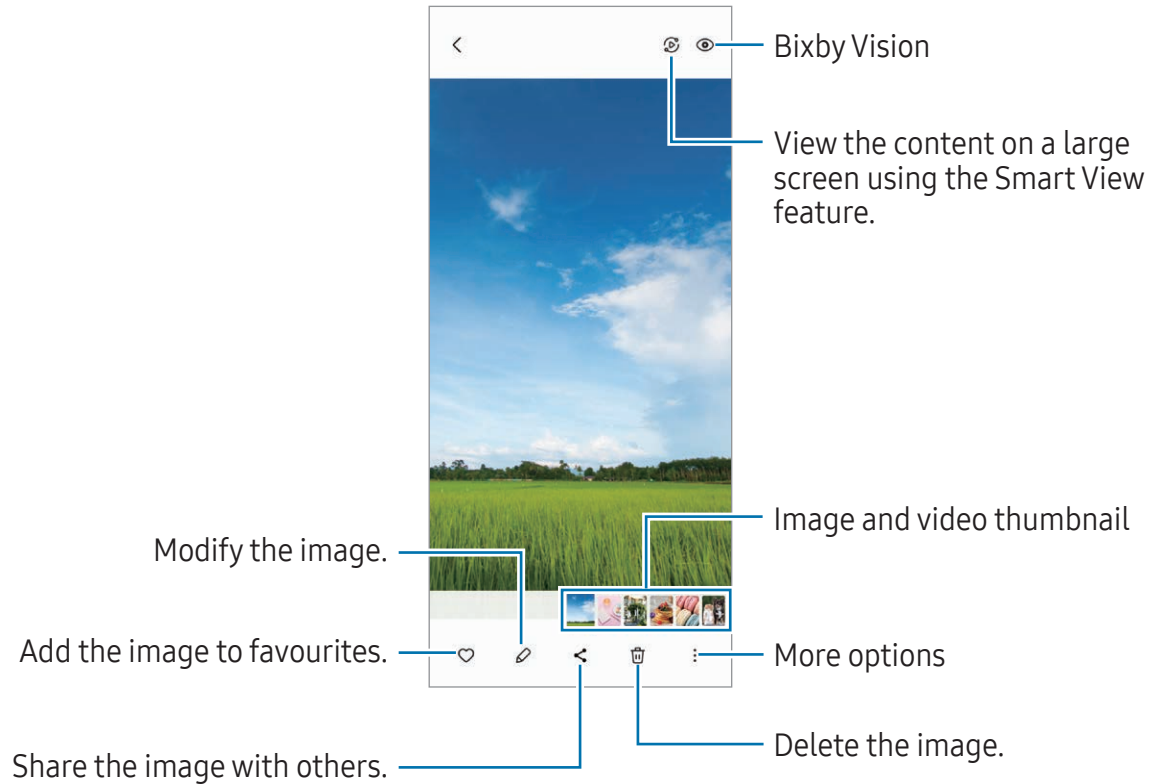 Bixby Vision
View the content on a large
screen using the Smart View
feature.
Image and video thumbnail
Modify the image.
Add the image to favourites.
More options
Delete the image.
Share the image with others.